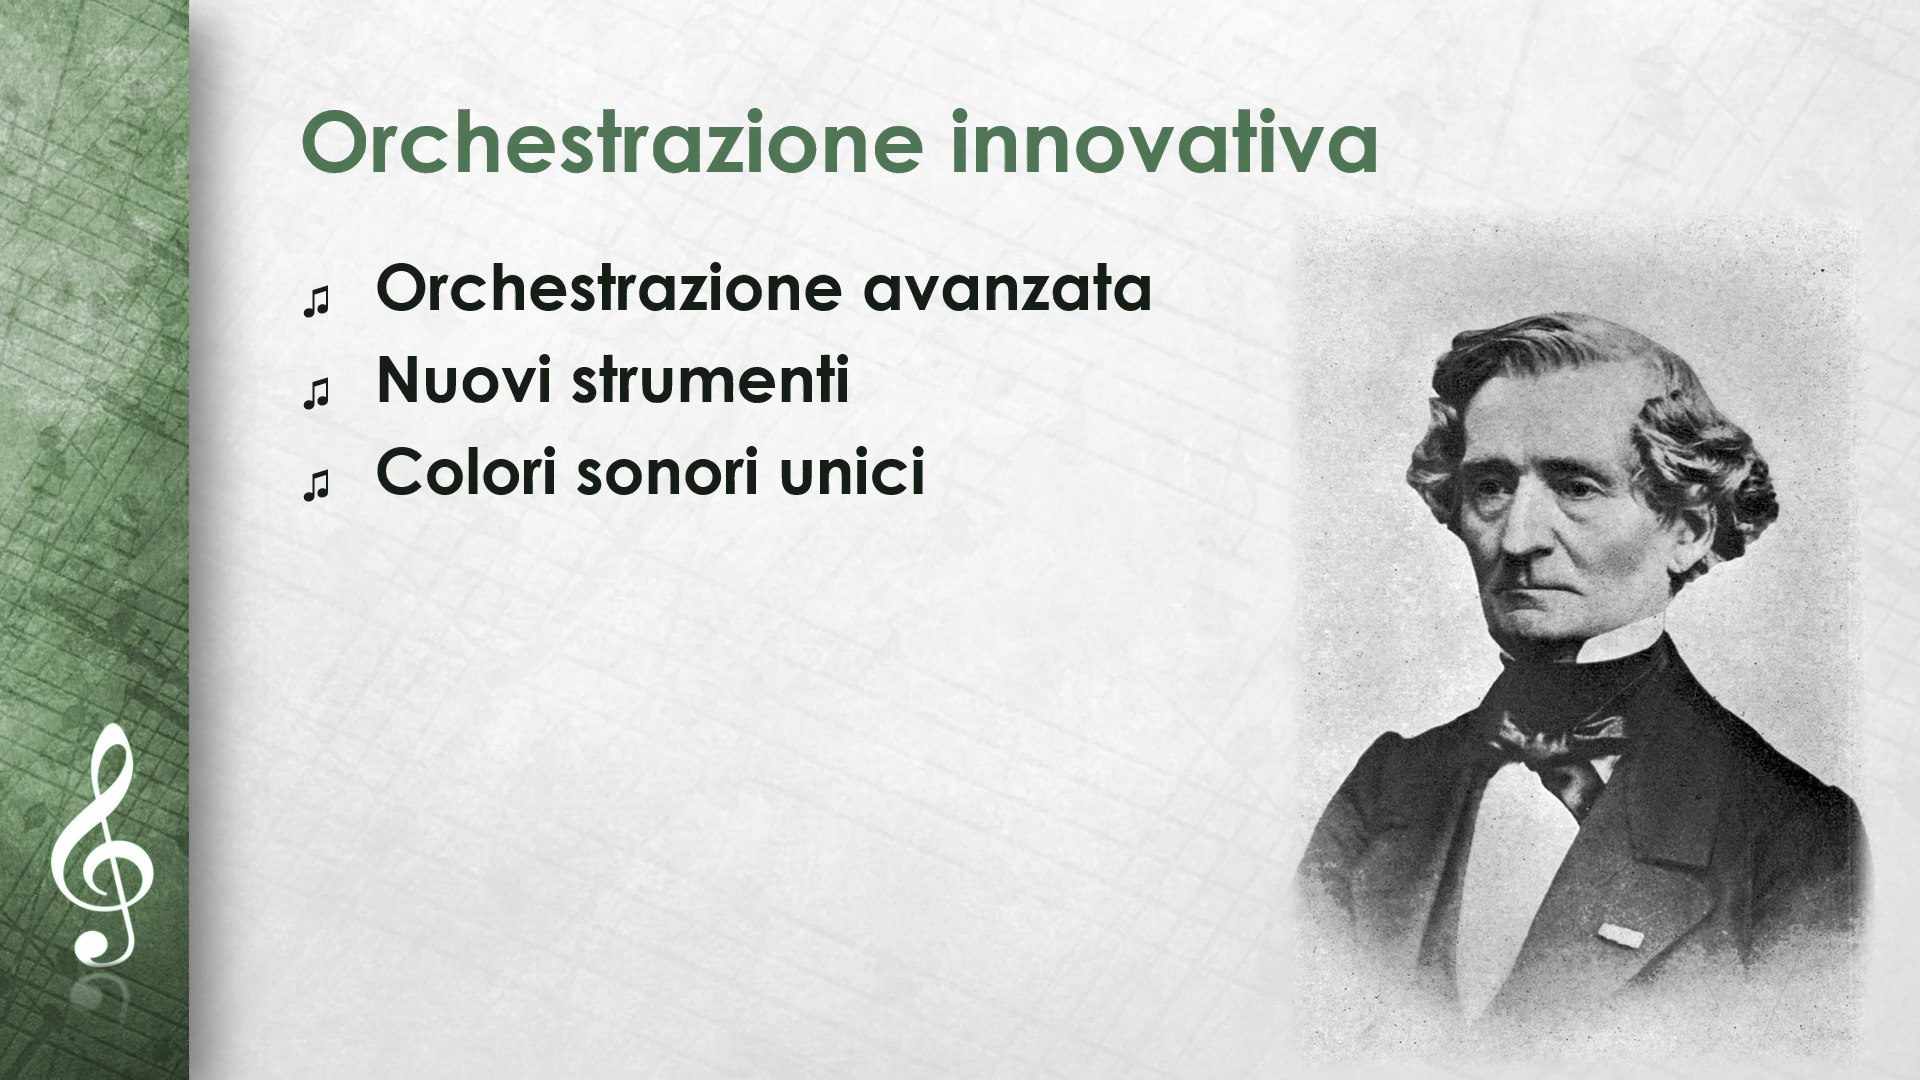 Orchestrazione innovativa
♫ Orchestrazione avanzata
♫ Nuovi strumenti
♫ Colori sonori unici